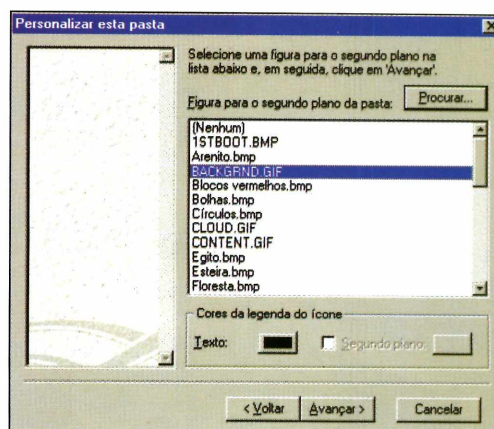 Personalizar esta pasta
Selecione uma figura para o segundo plano na
lista abaixo e, em seguida, clique em 'Avançar'.
Figura para o segundo plano da pasta:
Procurar...
(Nenhum)
1STBOOT.BMP
Arenito.bmp
BACKGRND.GIF
Blocos vermelhos.bmp
Bolhas.bmp
Círculos.bmp
CLOUD.GIF
CONTENT.GIF
Egito.bmp
Esteira.bmp
Floresta.bmp
Cores da legenda do ícone
Texto:
Segundo plano:
< Voltar
Avançar >
Cancelar